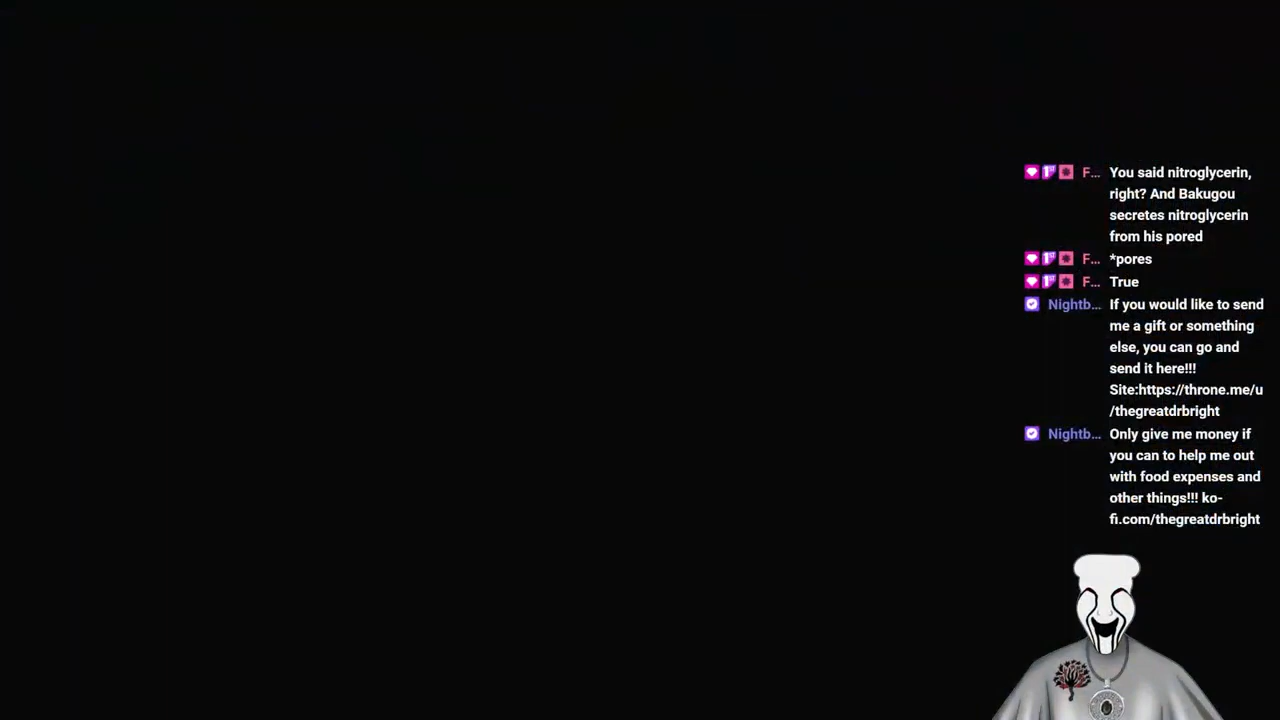 F... You said nitroglycerin,
right? And Bakugou
secretes nitroglycerin
from his pored
F... *pores
F... True
Nightb... If you would like to send
me a gift or something
else, you can go and
send it here!!!
Site:https://throne.me/u
/thegreatdrbright
Nightb... Only give me money if
you can to help me out
with food expenses and
other things!!! ko-
fi.com/thegreatdrbright